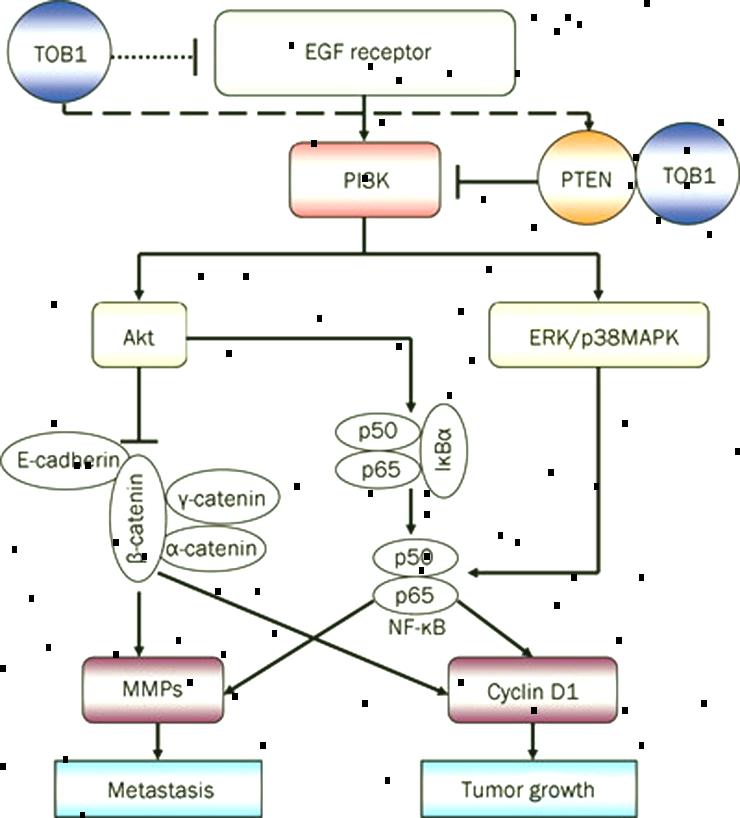 TOB1
EGF receptor
PI3K
PTEN
TOB1
Akt
ERK/p38MAPK
p50
p65
IκBα
E-cadherin
β-catenin
γ-catenin
α-catenin
p50
p65
NF-κB
MMPs
Cyclin D1
Metastasis
Tumor growth